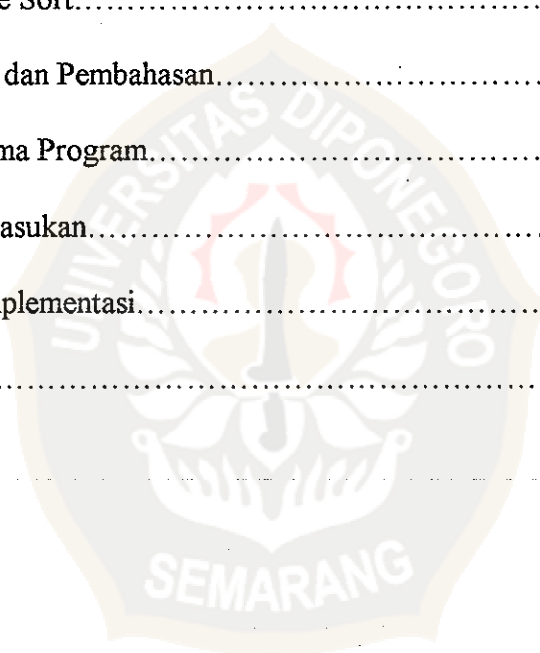 e Sort........................................
dan Pembahasan........................................
ma Program........................................
asukan........................................
plementasi........................................
........................................
UNIVERSITAS DIPONEGORO
SEMARANG